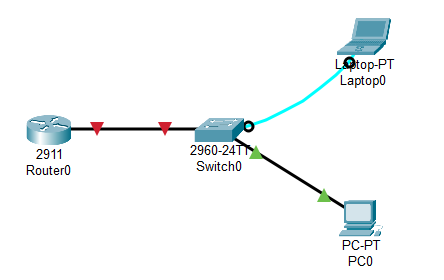 Laptop-PT
Laptop0
2911
Router0
2960-24TT
Switch0
PC-PT
PC0